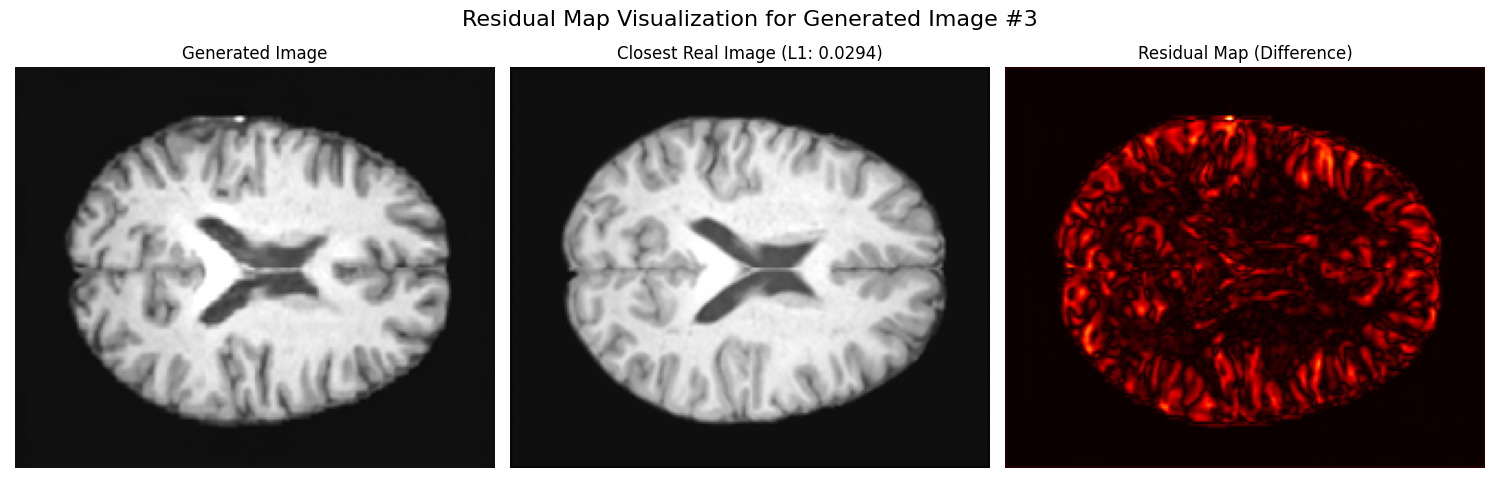 Residual Map Visualization for Generated Image #3
Generated Image
Closest Real Image (L1: 0.0294)
Residual Map (Difference)